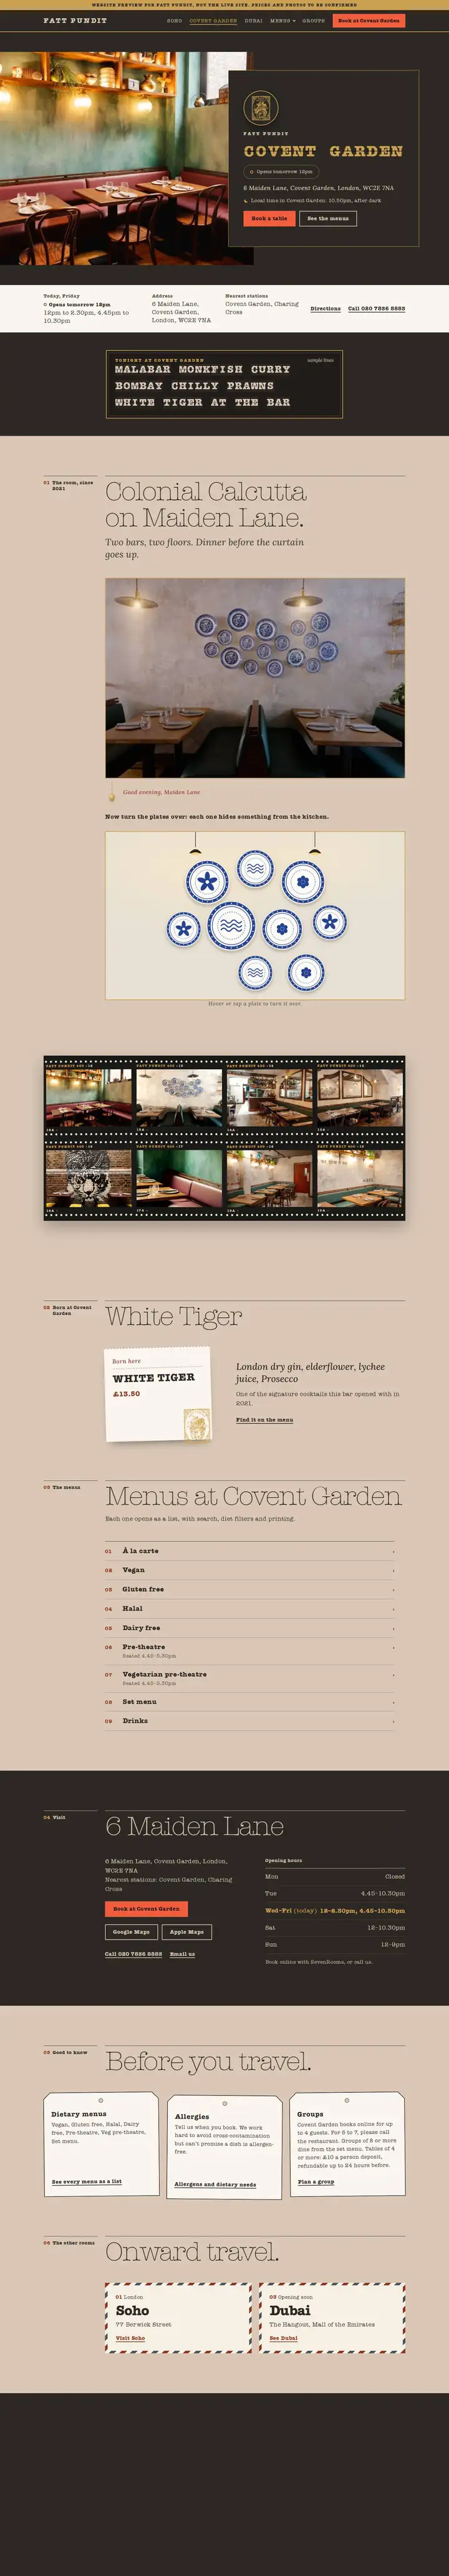 WEBSITE PREVIEW FOR FATT PUNDIT, NOT THE LIVE SITE. PRICES AND PHOTOS TO BE CONFIRMED
FATT PUNDIT
SOHO
COVENT GARDEN
DUBAI
MENUS
GROUPS
Book at Covent Garden
FATT PUNDIT
COVENT GARDEN
Opens tomorrow 12pm
6 Maiden Lane, Covent Garden, London, WC2E 7NA
Local time in Covent Garden: 10.30pm, after dark
Book a table
See the menus
Today, Friday
Opens tomorrow 12pm
12pm to 2.30pm, 4.45pm to
10.30pm
Address
6 Maiden Lane,
Covent Garden,
London, WC2E 7NA
Nearest stations
Covent Garden, Charing
Cross
Directions
Call 020 7836 8883
TONIGHT AT COVENT GARDEN
sample lines
MALABAR MONKFISH CURRY
BOMBAY CHILLY PRAWNS
WHITE TIGER AT THE BAR
01 The room, since
2021
Colonial Calcutta
on Maiden Lane.
Two bars, two floors. Dinner before the curtain
goes up.
Good evening, Maiden Lane
Now turn the plates over: each one hides something from the kitchen.
Hover or tap a plate to turn it over.
02 Born at Covent
Garden
White Tiger
Born here
WHITE TIGER
£13.50
London dry gin, elderflower, lychee
juice, Prosecco
One of the signature cocktails this bar opened with in
2021.
Find it on the menu
03 The menus
Menus at Covent Garden
Each one opens as a list, with search, diet filters and printing.
01 À la carte
02 Vegan
03 Gluten free
04 Halal
05 Dairy free
06 Pre-theatre
Seated 4.45-5.30pm
07 Vegetarian pre-theatre
Seated 4.45-5.30pm
08 Set menu
09 Drinks
04 Visit
6 Maiden Lane
6 Maiden Lane, Covent Garden, London,
WC2E 7NA
Nearest stations: Covent Garden, Charing
Cross
Book at Covent Garden
Google Maps
Apple Maps
Call 020 7836 8883
Email us
Opening hours
Mon Closed
Tue 4.45-10.30pm
Wed-Fri (today) 12-2.30pm, 4.45-10.30pm
Sat 12-10.30pm
Sun 12-9pm
Book online with SevenRooms, or call us.
05 Good to know
Before you travel.
Dietary menus
Vegan, Gluten free, Halal, Dairy
free, Pre-theatre, Veg pre-theatre,
Set menu.
See every menu as a list
Allergies
Tell us when you book. We work
hard to avoid cross-contamination
but can't promise a dish is allergen-
free.
Allergens and dietary needs
Groups
Covent Garden books online for up
to 4 guests. For 5 to 7, please call
the restaurant. Groups of 8 or more
dine from the set menu. Tables of 4
or more: £10 a person deposit,
refundable up to 24 hours before.
Plan a group
06 The other rooms
Onward travel.
01 London
Soho
77 Berwick Street
Visit Soho
03 Opening soon
Dubai
The Hangout, Mall of the Emirates
See Dubai